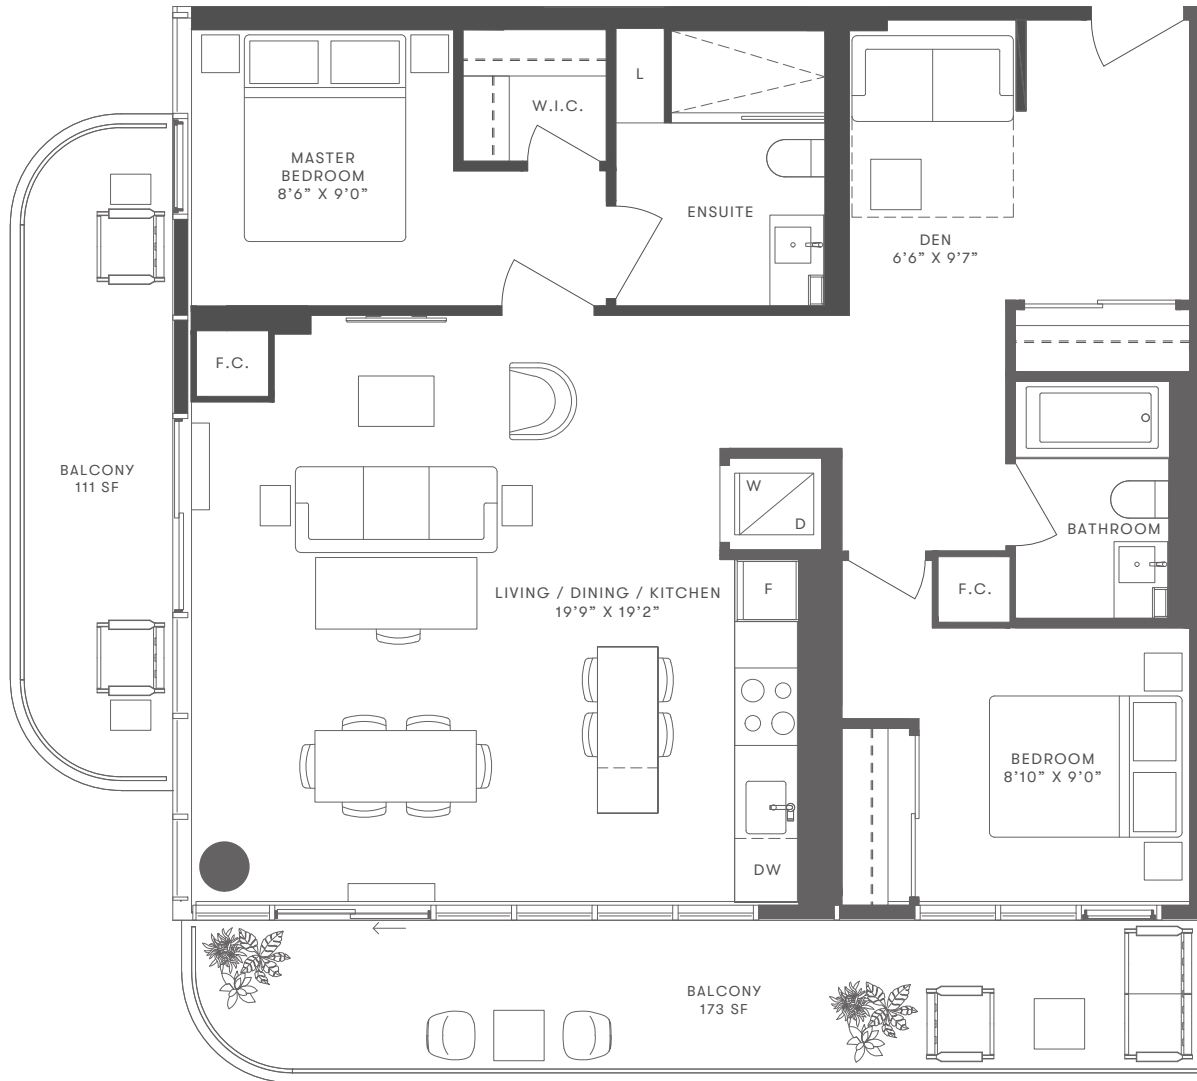 L
W.I.C.
MASTER
BEDROOM
8’6” X 9’0”
ENSUITE
DEN
6’6” X 9’7”
F.C.
BALCONY
111 SF
W
D
BATHROOM
LIVING / DINING / KITCHEN
19’9” X 19’2”
F
F.C.
BEDROOM
8’10” X 9’0”
DW
BALCONY
173 SF